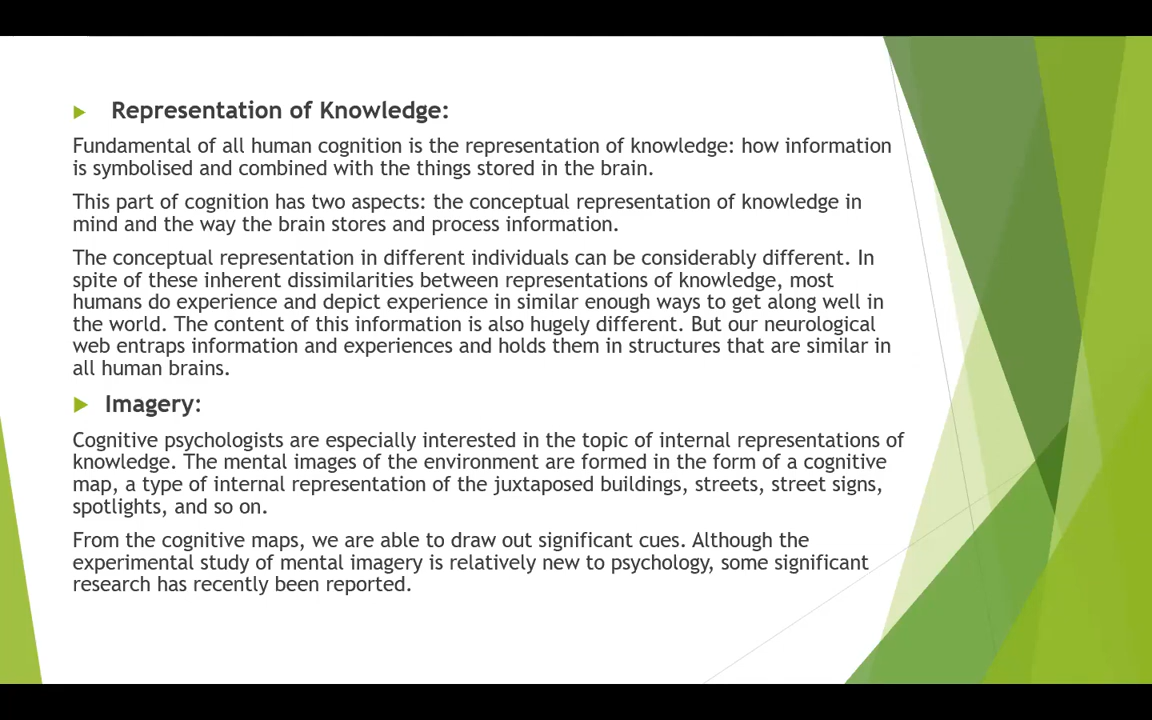 Representation of Knowledge:
Fundamental of all human cognition is the representation of knowledge: how information
is symbolised and combined with the things stored in the brain.
This part of cognition has two aspects: the conceptual representation of knowledge in
mind and the way the brain stores and process information.
The conceptual representation in different individuals can be considerably different. In
spite of these inherent dissimilarities between representations of knowledge, most
humans do experience and depict experience in similar enough ways to get along well in
the world. The content of this information is also hugely different. But our neurological
web entraps information and experiences and holds them in structures that are similar in
all human brains.
Imagery:
Cognitive psychologists are especially interested in the topic of internal representations of
knowledge. The mental images of the environment are formed in the form of a cognitive
map, a type of internal representation of the juxtaposed buildings, streets, street signs,
spotlights, and so on.
From the cognitive maps, we are able to draw out significant cues. Although the
experimental study of mental imagery is relatively new to psychology, some significant
research has recently been reported.